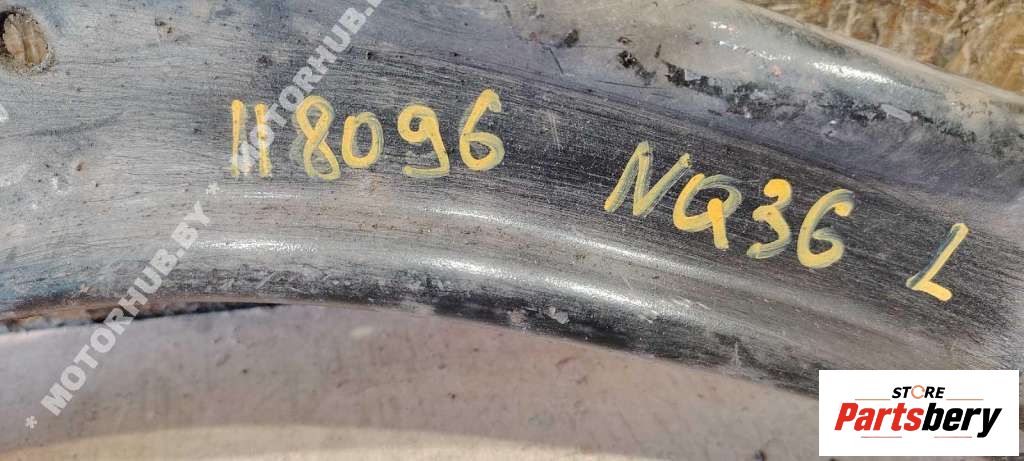 118096 NQ36 L
* MOTORHUB.BY * MOTORHUB.BY
STORE
Partsbery